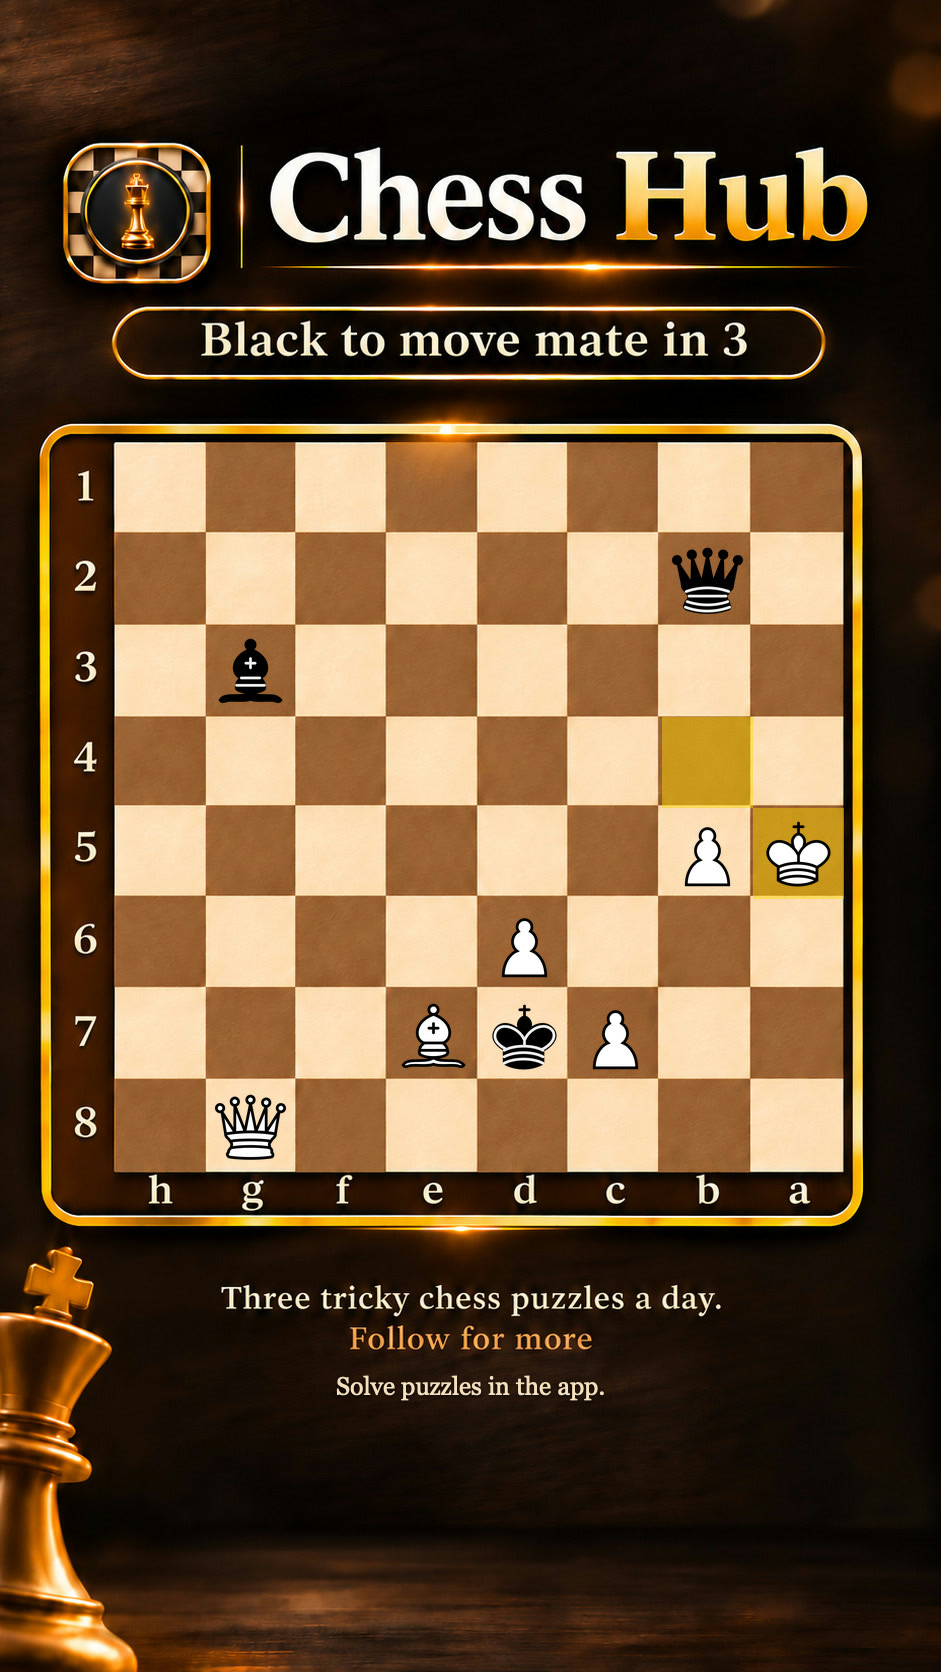 Chess Hub
Black to move mate in 3
1
2
3
4
5
6
7
8
h g f e d c b a
Three tricky chess puzzles a day.
Follow for more
Solve puzzles in the app.